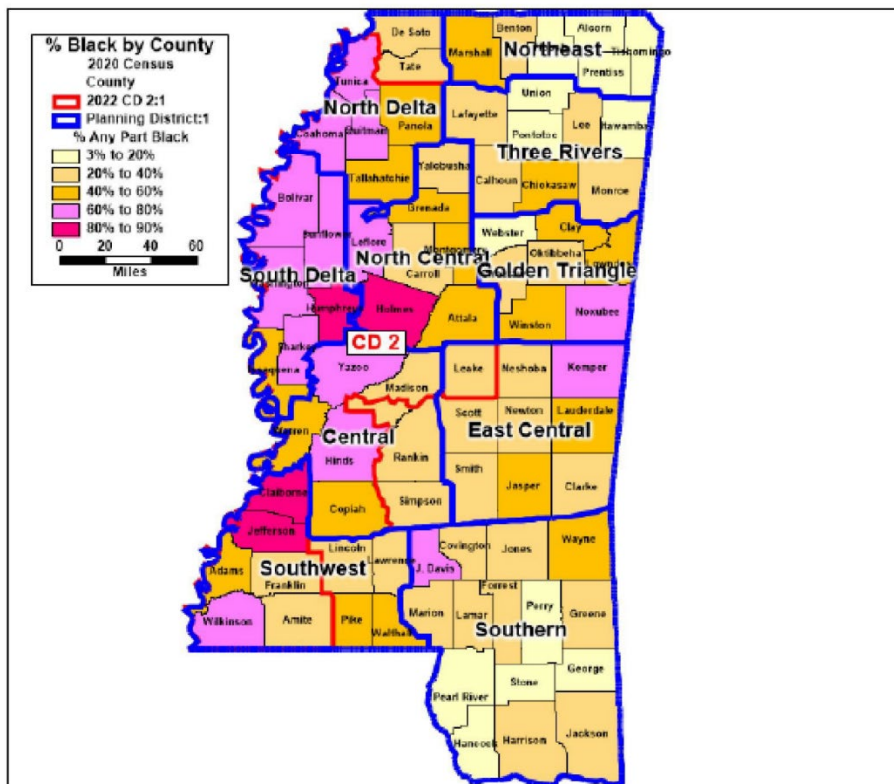 % Black by County
2020 Census
County
2022 CD 2:1
Planning District:1
% Any Part Black
3% to 20%
20% to 40%
40% to 60%
60% to 80%
80% to 90%
0 30 60
Miles
De Soto
Benton
Alcorn
Marshall
Northeast
Tishomingo
Tate
Prentiss
Tunica
Union
North Delta
Lafayette
Lee
Itawamba
Panola
Coahoma
Quitman
Pontotoc
Three Rivers
Yalobusha
Tallahatchie
Calhoun
Chickasaw
Monroe
Bolivar
Grenada
Clay
Webster
Sunflower
Leflore
Montgomery
Oktibbeha
North Central
Golden Triangle
Lowndes
Carroll
South Delta
Washington
Humphreys
Holmes
Attala
Winston
Noxubee
CD 2
Sharkey
Yazoo
Leake
Neshoba
Kemper
Issaquena
Madison
Scott
Newton
Lauderdale
Warren
Central
East Central
Hinds
Rankin
Smith
Jasper
Clarke
Claiborne
Copiah
Simpson
Jefferson
Lincoln
Covington
Jones
Wayne
Lawrence
Adams
Southwest
J. Davis
Franklin
Forrest
Perry
Marion
Lamar
Greene
Wilkinson
Amite
Pike
Walthall
Southern
George
Stone
Pearl River
Hancock
Harrison
Jackson